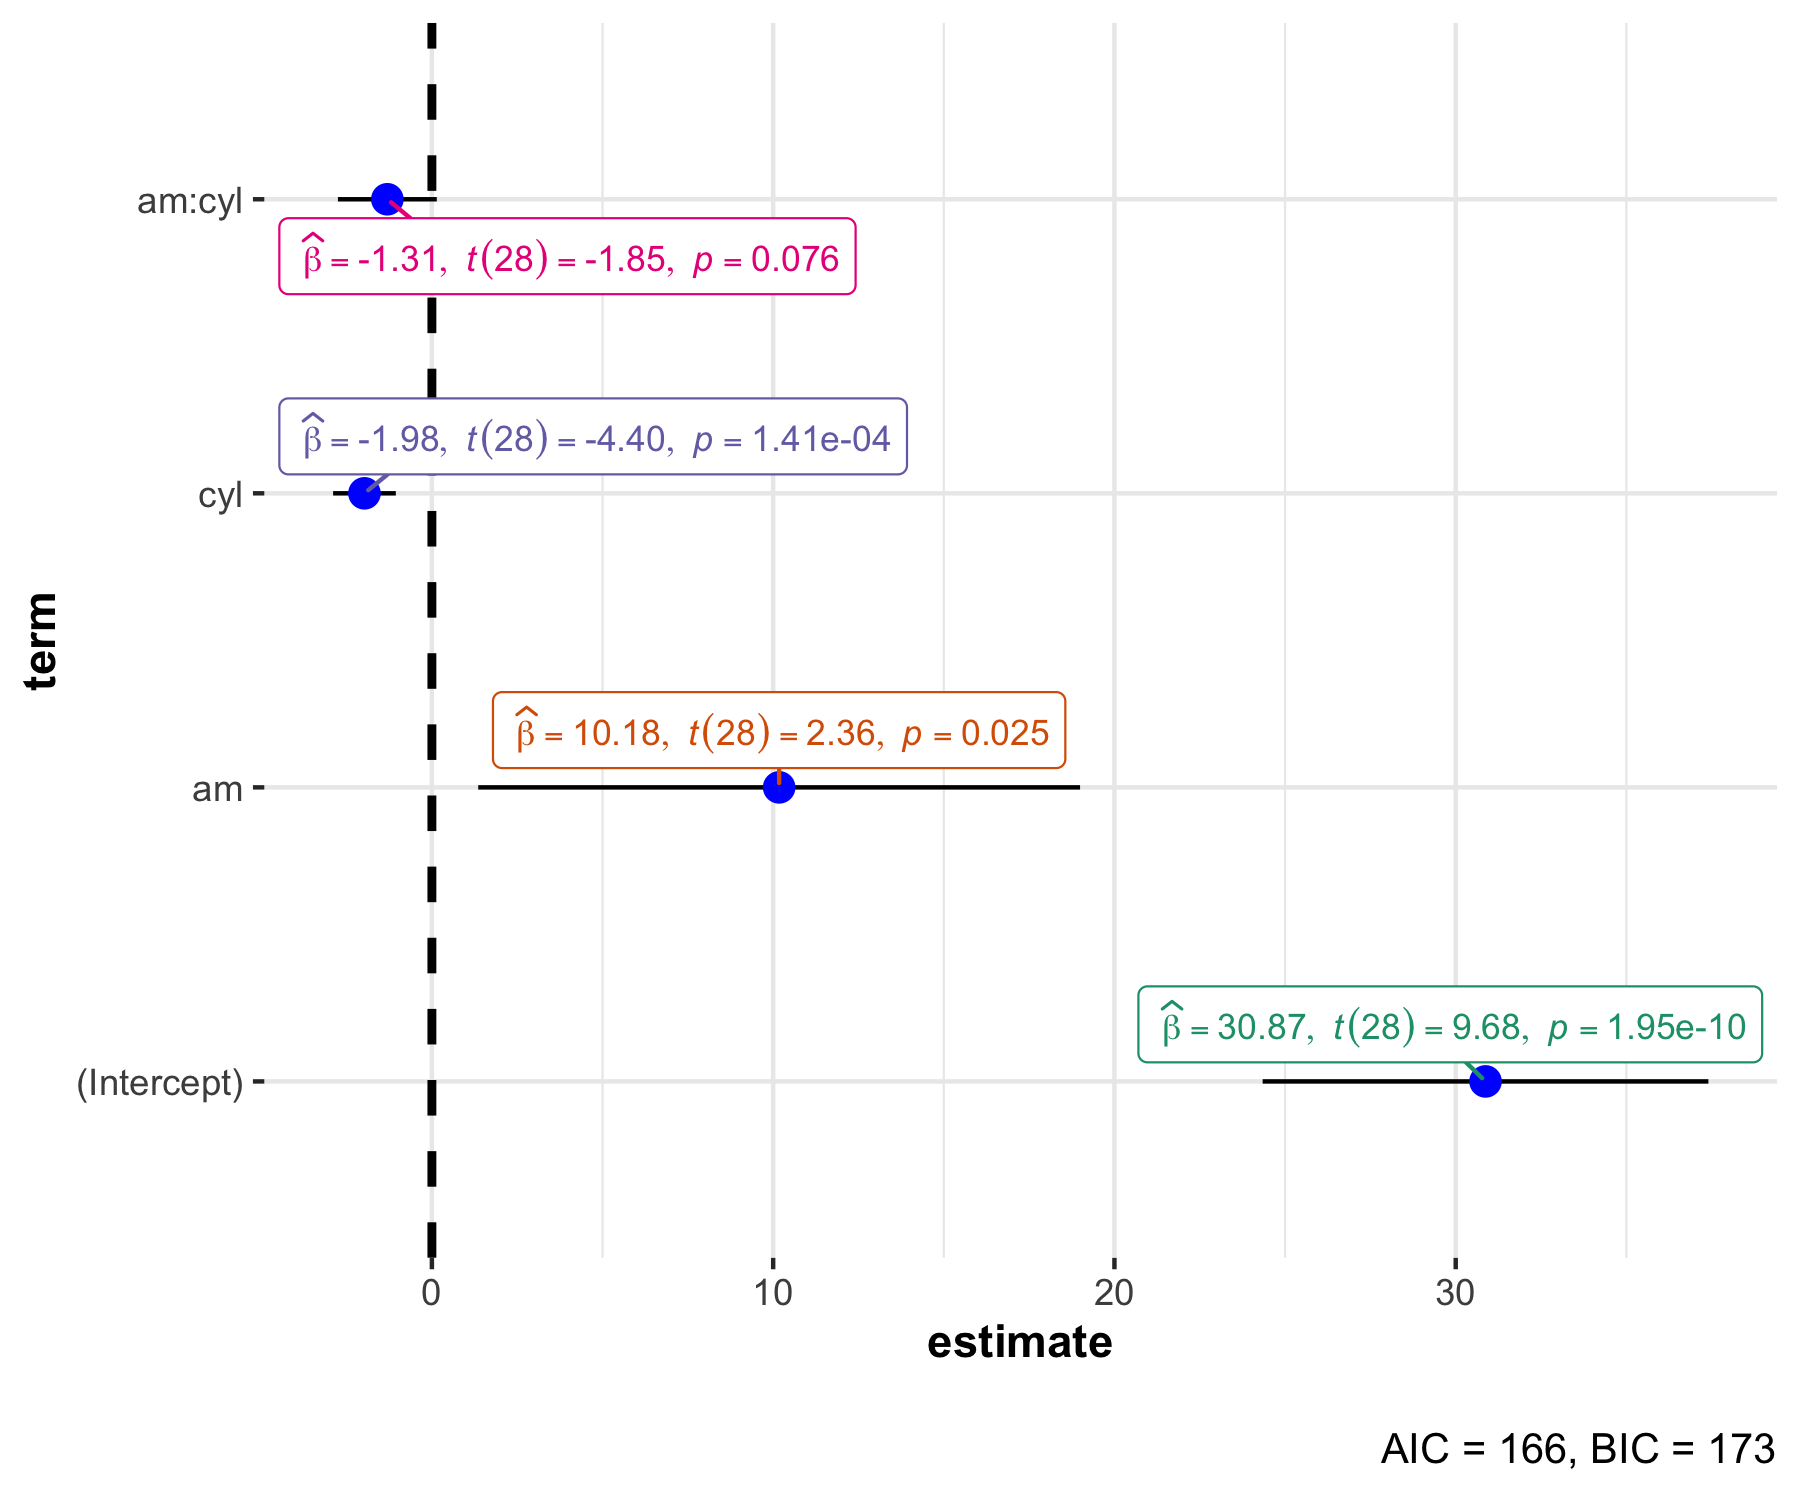 am:cyl
β̂ = -1.31, t(28) = -1.85, p = 0.076
β̂ = -1.98, t(28) = -4.40, p = 1.41e-04
cyl
term
β̂ = 10.18, t(28) = 2.36, p = 0.025
am
β̂ = 30.87, t(28) = 9.68, p = 1.95e-10
(Intercept)
0 10 20 30
estimate
AIC = 166, BIC = 173